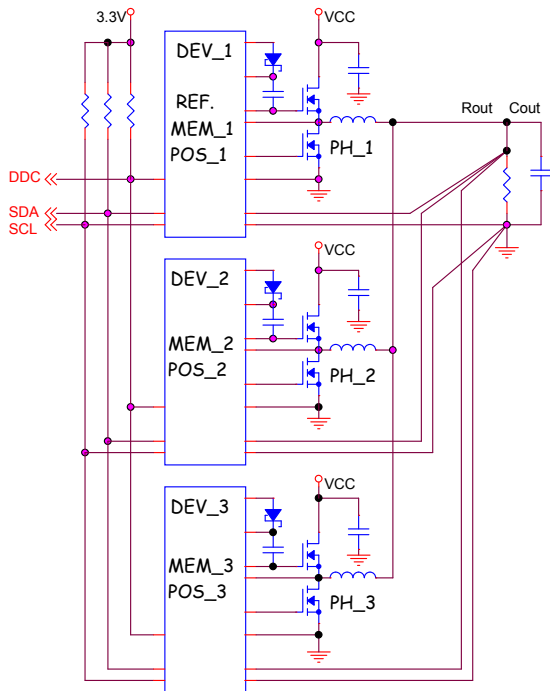 3.3V
VCC
DEV_1
REF.
MEM_1
POS_1
PH_1
Rout
Cout
DDC
SDA
SCL
VCC
DEV_2
MEM_2
POS_2
PH_2
VCC
DEV_3
MEM_3
POS_3
PH_3